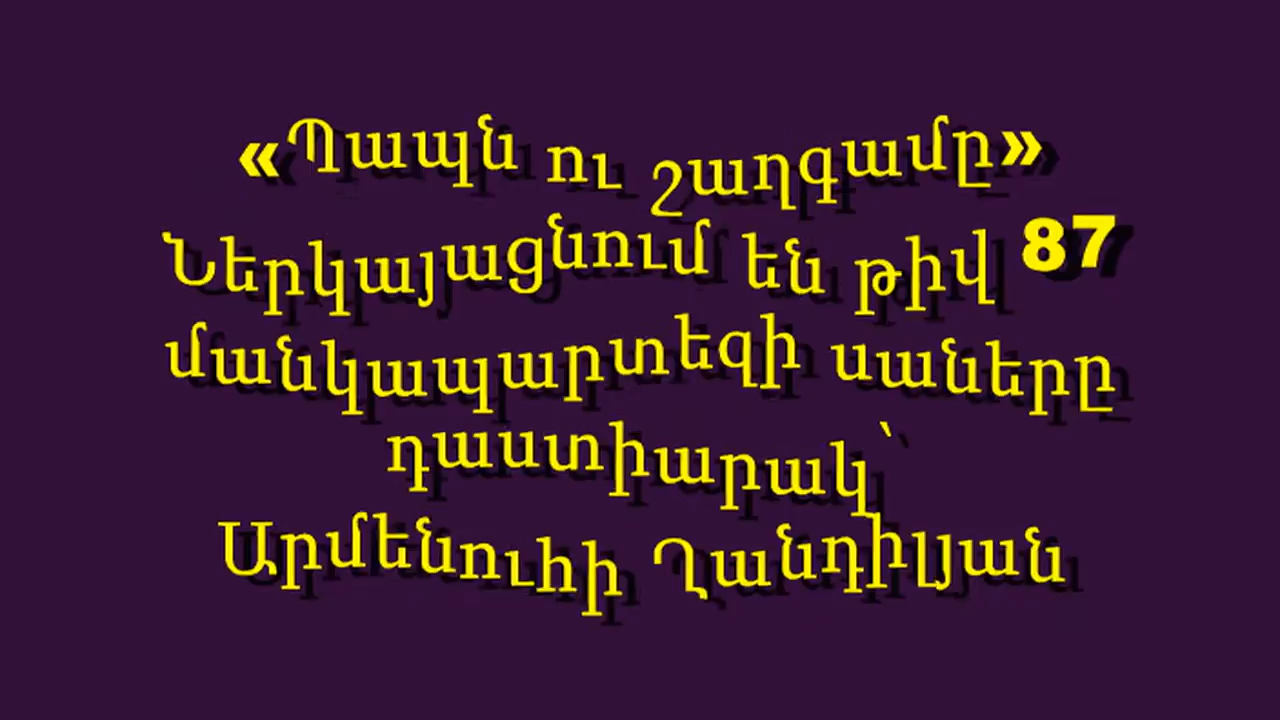 «Պապն ու շաղգամը»
Ներկայացնում են թիվ 87
մանկապարտեզի սաները
դաստիարակ՝
Արմենուհի Ղանդիլյան